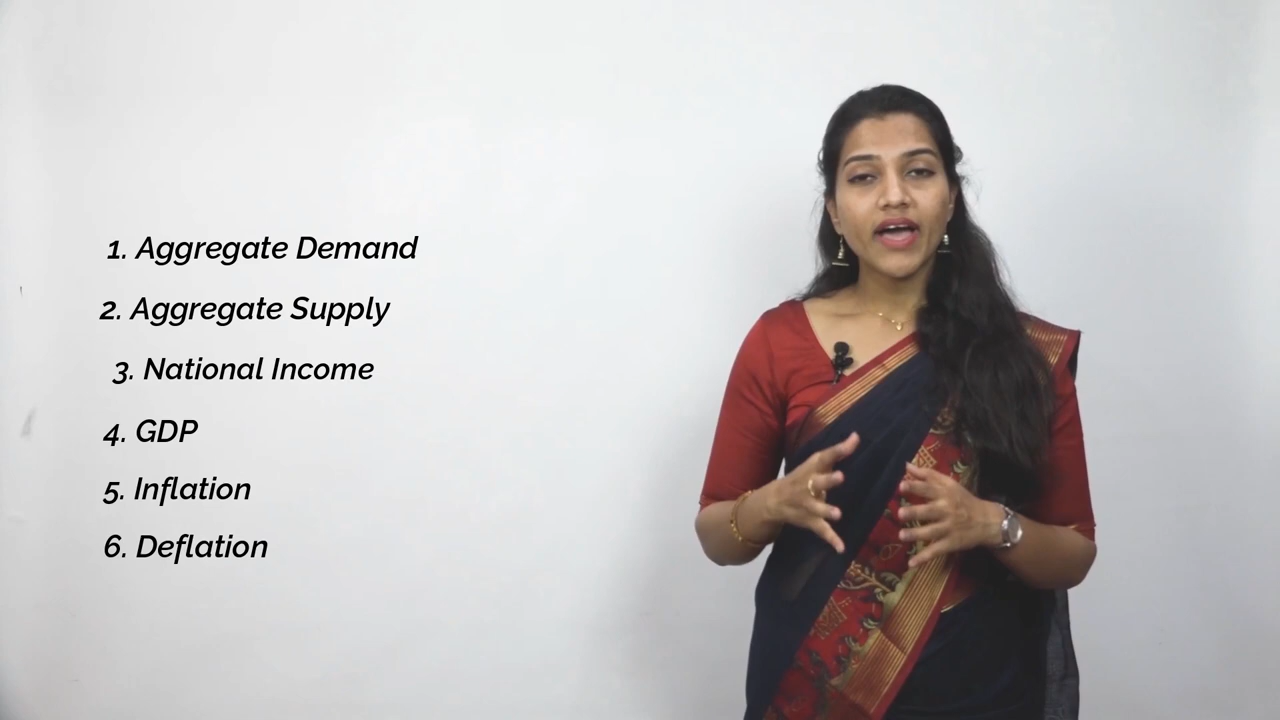 1. Aggregate Demand
2. Aggregate Supply
3. National Income
4. GDP
5. Inflation
6. Deflation